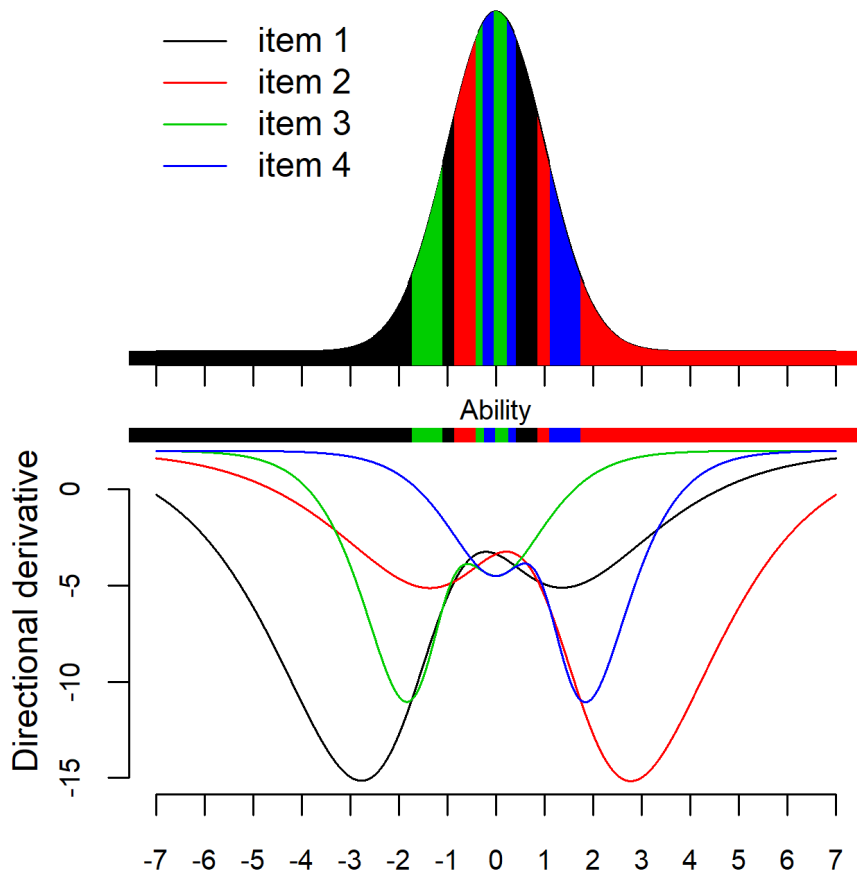 item 1
item 2
item 3
item 4
Ability
Directional derivative
0
-5
-10
-15
-7 -6 -5 -4 -3 -2 -1 0 1 2 3 4 5 6 7